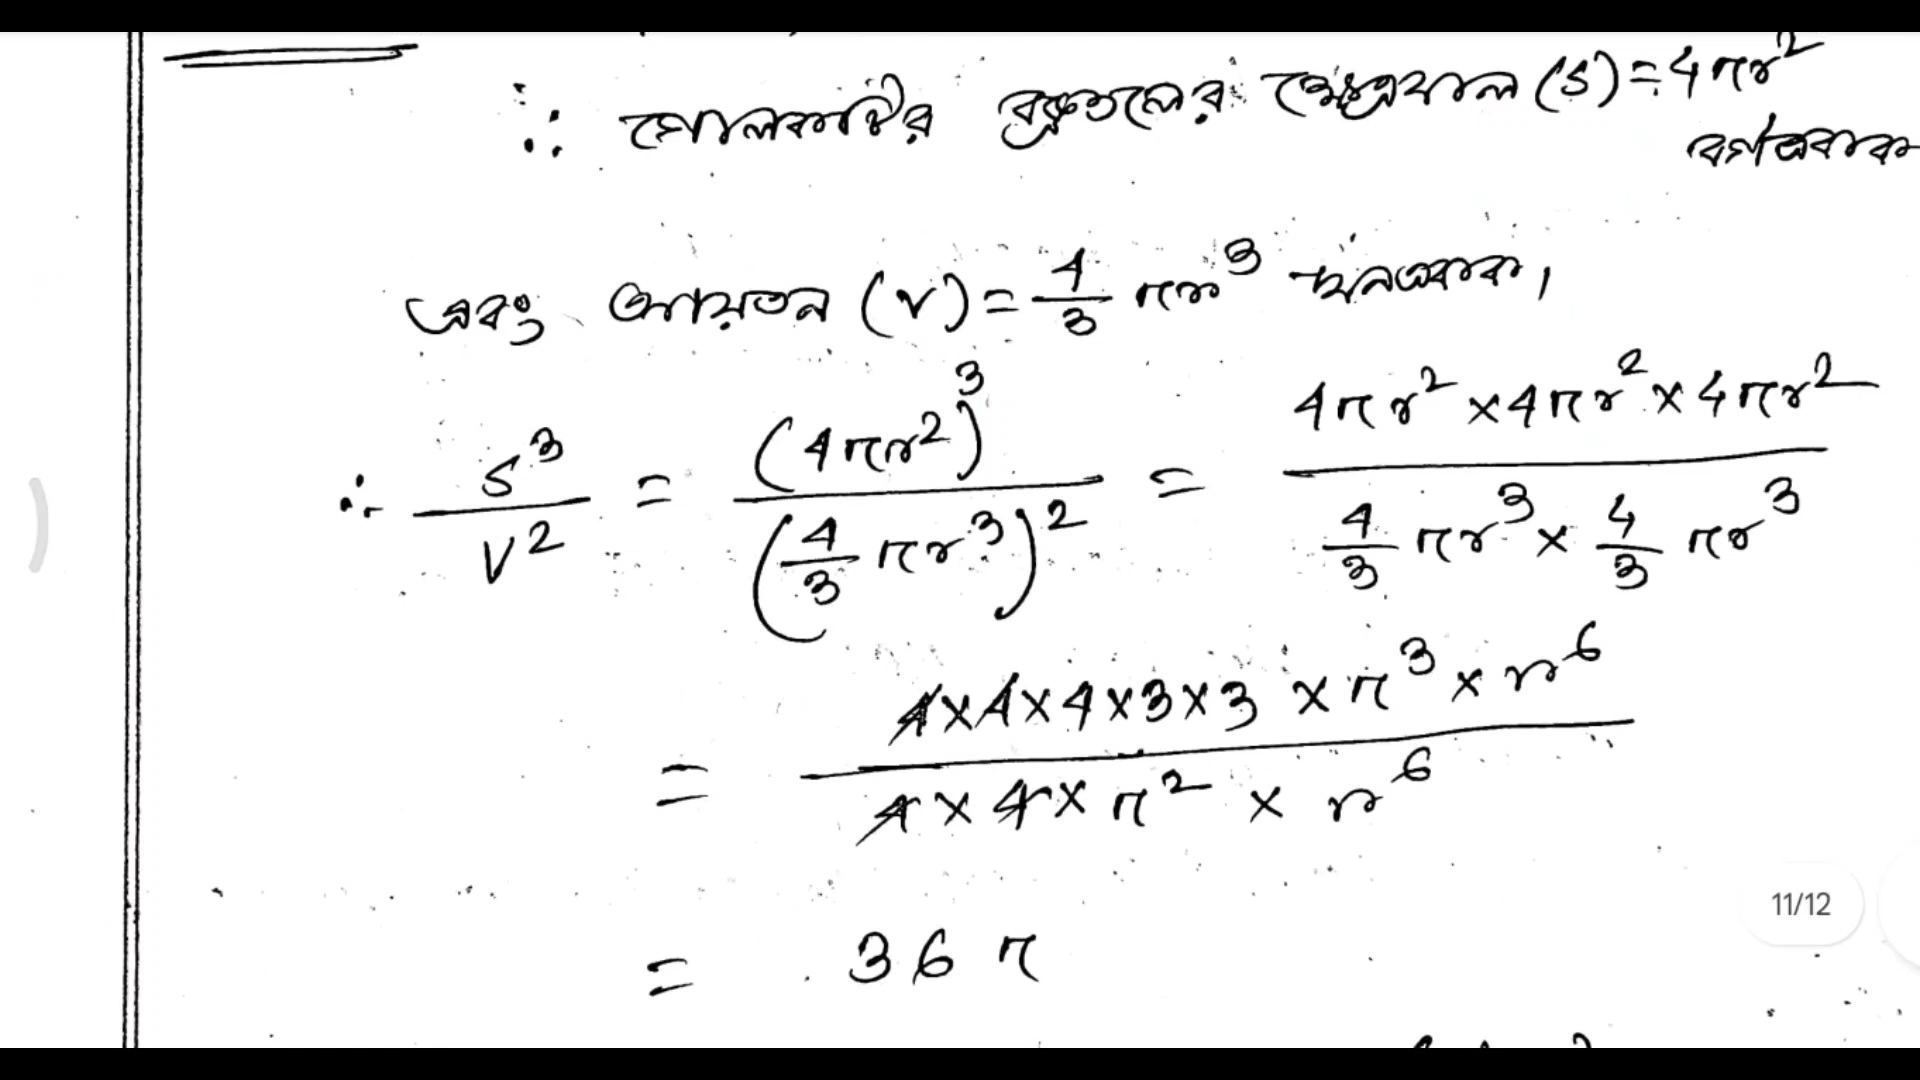 ∴ গোলকটির বক্রতলের ক্ষেত্রফল (S) = 4πr²
বর্গএকক
এবং আয়তন (V) = 4/3 πr³ ঘনএকক।
∴ S³/V² = (4πr²)³/(4/3 πr³)² = 4πr² × 4πr² × 4πr²/4/3 πr³ × 4/3 πr³
= 4×4×4×3×3 × π³ × r⁶/4×4×π² × r⁶
11/12
= 36π